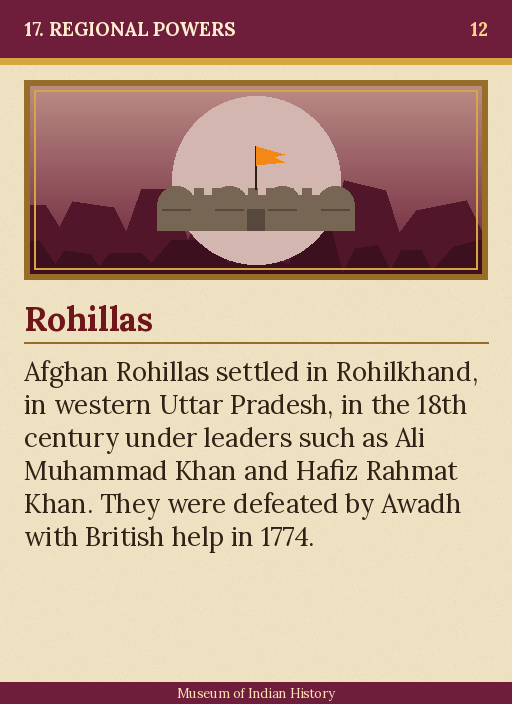 17. REGIONAL POWERS
12
Rohillas
Afghan Rohillas settled in Rohilkhand,
in western Uttar Pradesh, in the 18th
century under leaders such as Ali
Muhammad Khan and Hafiz Rahmat
Khan. They were defeated by Awadh
with British help in 1774.
Museum of Indian History